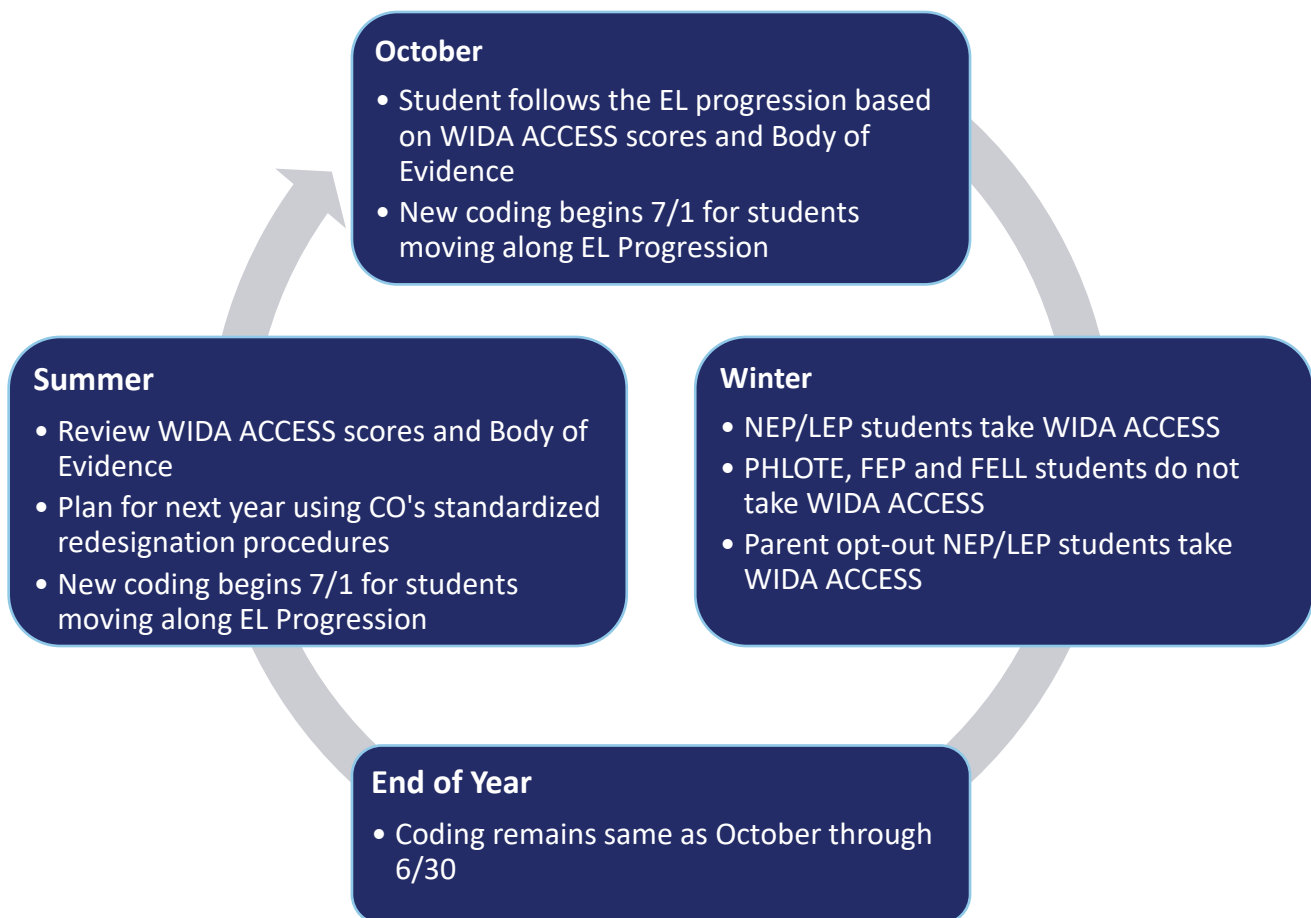 October
• Student follows the EL progression based
on WIDA ACCESS scores and Body of
Evidence
• New coding begins 7/1 for students
moving along EL Progression
Winter
• NEP/LEP students take WIDA ACCESS
• PHLOTE, FEP and FELL students do not
take WIDA ACCESS
• Parent opt-out NEP/LEP students take
WIDA ACCESS
End of Year
• Coding remains same as October through
6/30
Summer
• Review WIDA ACCESS scores and Body of
Evidence
• Plan for next year using CO's standardized
redesignation procedures
• New coding begins 7/1 for students
moving along EL Progression